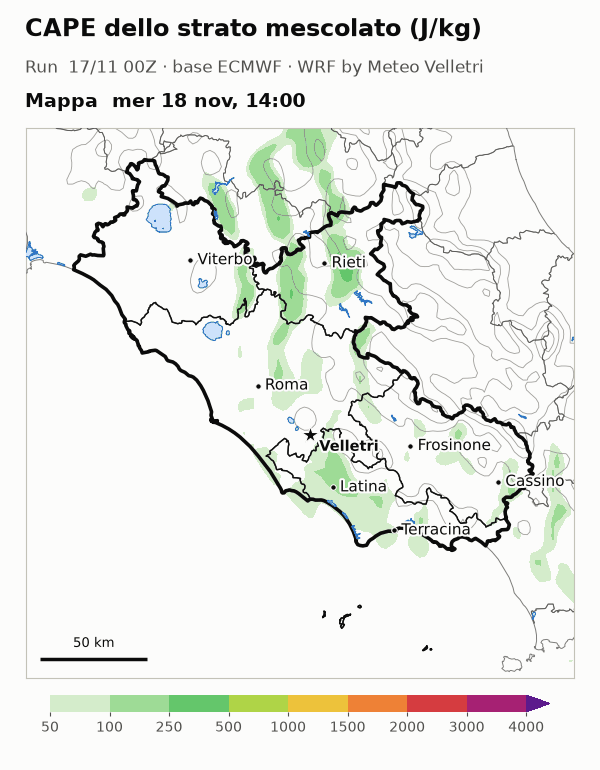 CAPE dello strato mescolato (J/kg)
Run  17/11 00Z · base ECMWF · WRF by Meteo Velletri
Mappa  mer 18 nov, 14:00
Viterbo
Rieti
Roma
Velletri
Frosinone
Latina
Cassino
Terracina
50 km
50 100 250 500 1000 1500 2000 3000 4000